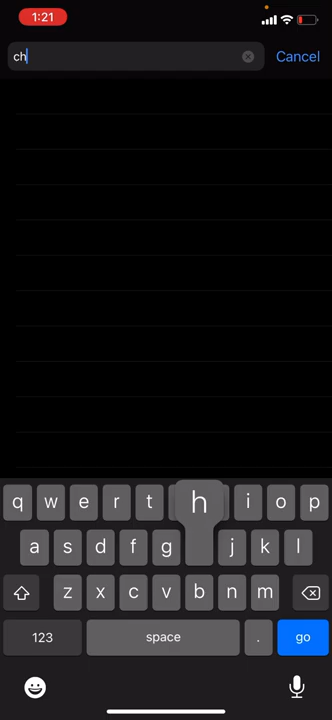 1:21
ch
Cancel
q w e r t h i o p
a s d f g j k l
z x c v b n m
123 space . go